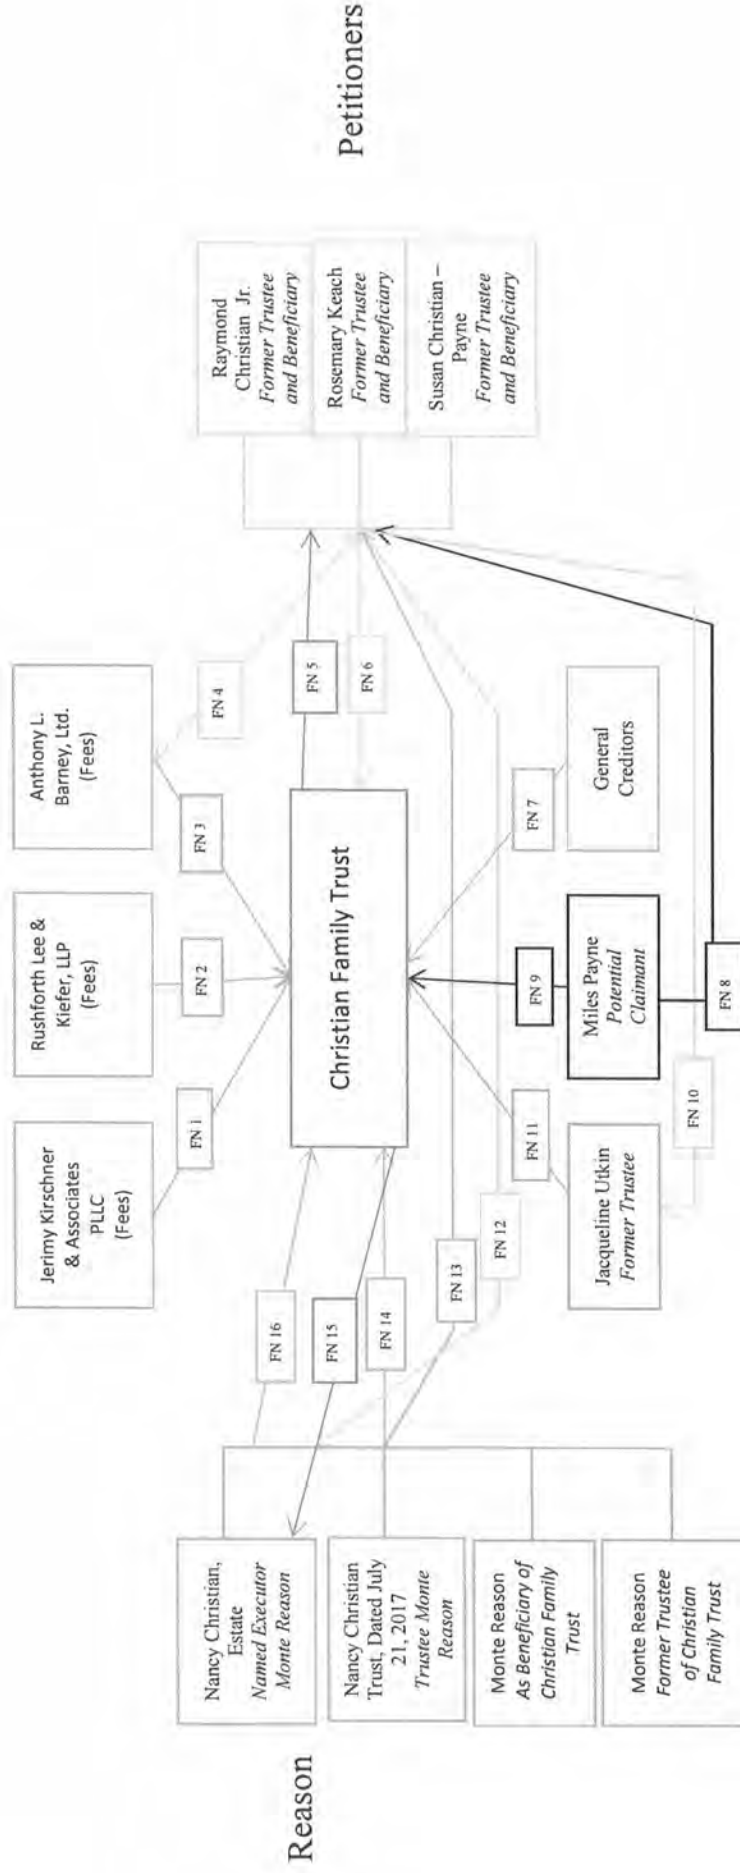 Reason
Petitioners
Jerimy Kirschner
& Associates
PLLC
(Fees)
Rushforth Lee &
Kiefer, LLP
(Fees)
Anthony L.
Barney, Ltd.
(Fees)
FN 1
FN 2
FN 3
FN 4
Nancy Christian,
Estate
Named Executor
Monte Reason
Nancy Christian
Trust, Dated July
21, 2017
Trustee Monte
Reason
Monte Reason
As Beneficiary of
Christian Family
Trust
Monte Reason
Former Trustee
of Christian
Family Trust
FN 16
FN 15
FN 14
FN 13
FN 12
Christian Family Trust
FN 5
FN 6
Raymond
Christian Jr.
Former Trustee
and Beneficiary
Rosemary Keach
Former Trustee
and Beneficiary
Susan Christian –
Payne
Former Trustee
and Beneficiary
FN 11
FN 9
FN 7
Jacqueline Utkin
Former Trustee
Miles Payne
Potential
Claimant
General
Creditors
FN 10
FN 8